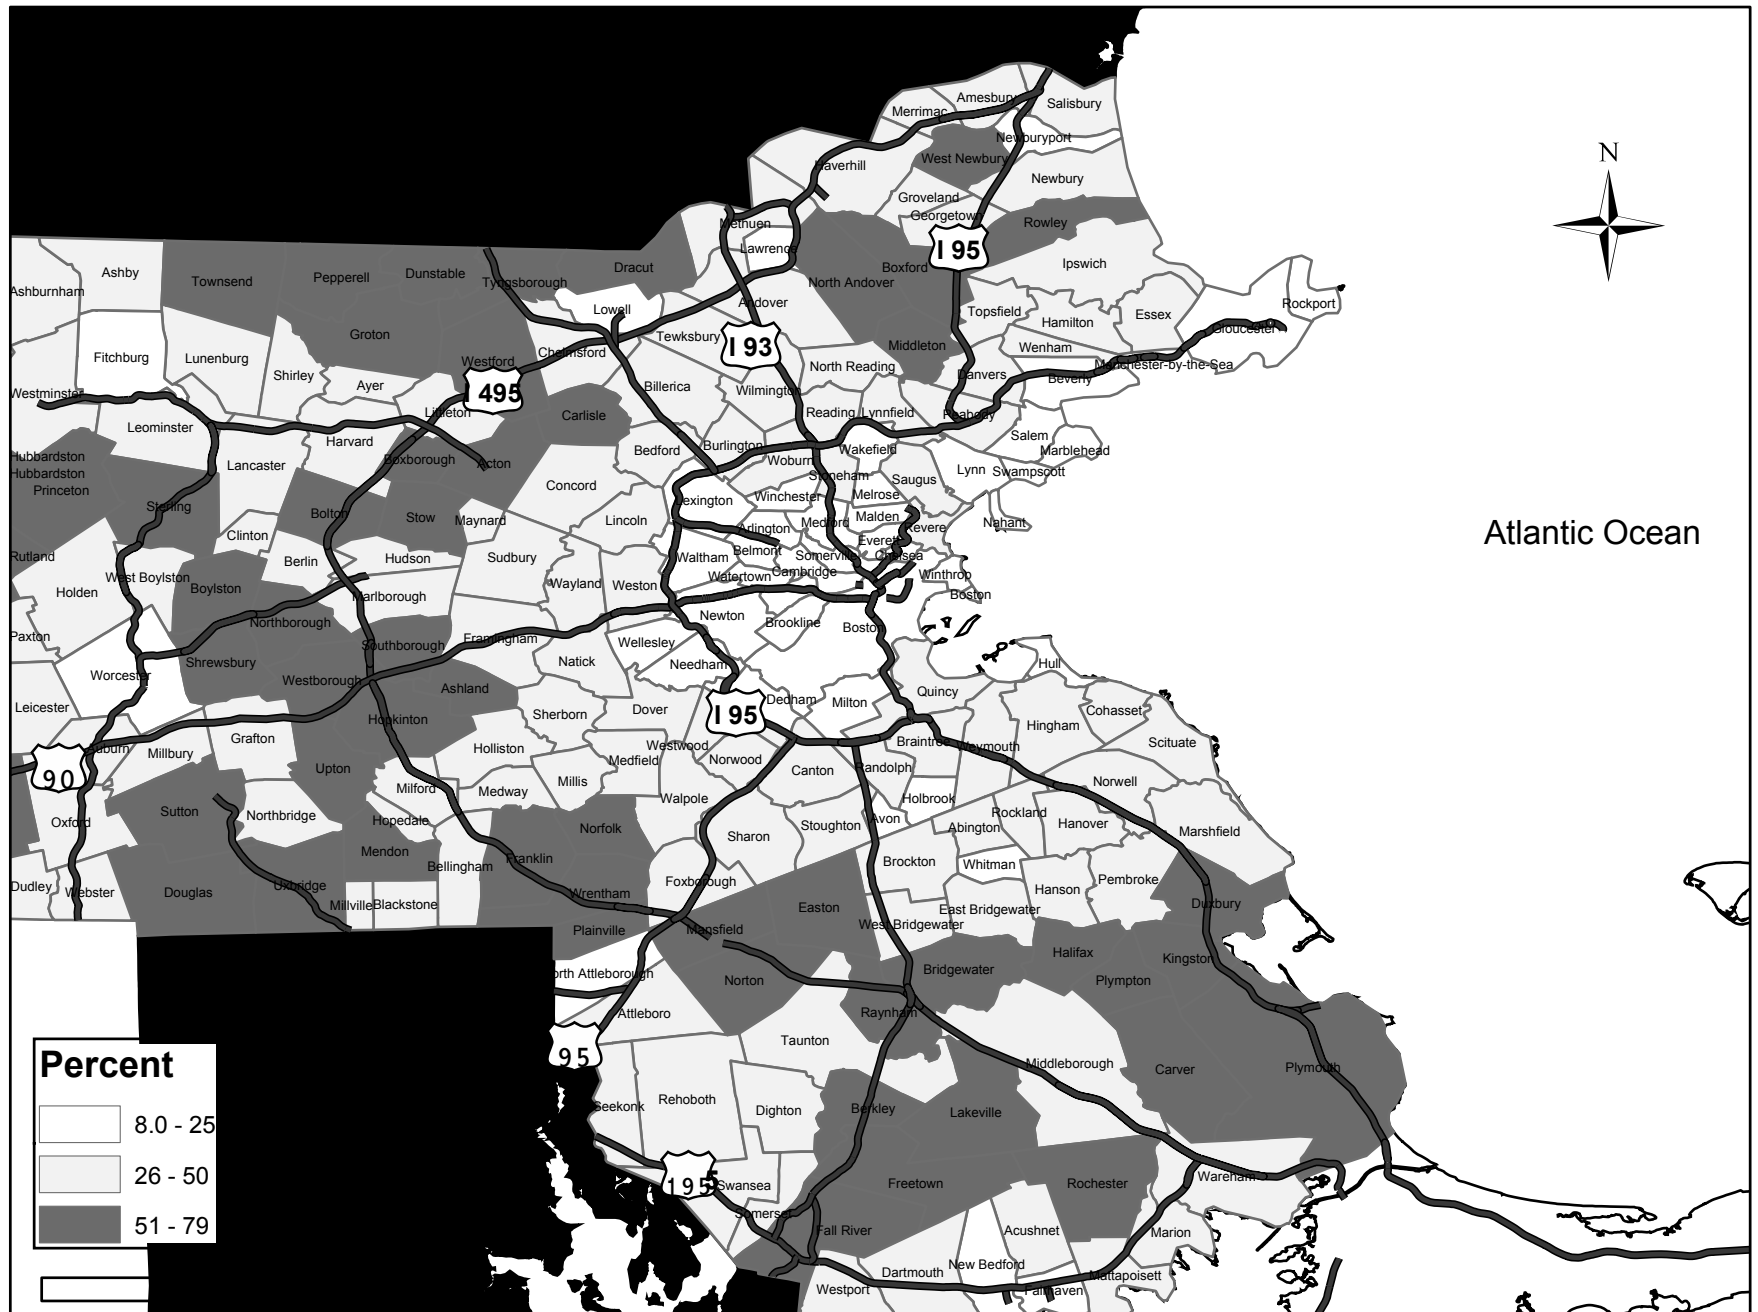 Amesbury
Salisbury
Merrimac
Newburyport
N
West Newbury
Haverhill
Newbury
Groveland
Georgetown
Rowley
Methuen
Lawrence
I 95
Ipswich
Boxford
Dracut
Dunstable
Pepperell
Townsend
Ashby
Tyngsborough
North Andover
Ashburnham
Andover
Rockport
Lowell
Topsfield
Essex
Hamilton
Gloucester
Groton
Tewksbury
I 93
Middleton
Wenham
Chelmsford
Fitchburg
Lunenburg
Westford
North Reading
Manchester-by-the-Sea
Shirley
Ayer
Billerica
Danvers
Beverly
Westminster
I 495
Wilmington
Littleton
Carlisle
Reading
Lynnfield
Peabody
Leominster
Harvard
Burlington
Wakefield
Salem
Marblehead
Hubbardston
Hubbardston
Princeton
Lancaster
Boxborough
Acton
Bedford
Woburn
Stoneham
Lynn
Swampscott
Saugus
Concord
Sterling
Bolton
Stow
Maynard
Lincoln
Lexington
Winchester
Melrose
Malden
Medford
Nahant
Revere
Atlantic Ocean
Clinton
Arlington
Everett
Rutland
Berlin
Hudson
Sudbury
Waltham
Belmont
Somerville
Chelsea
West Boylston
Boylston
Wayland
Weston
Watertown
Cambridge
Winthrop
Holden
Marlborough
Boston
Paxton
Northborough
Southborough
Framingham
Newton
Brookline
Boston
Wellesley
Shrewsbury
Natick
Needham
Hull
Worcester
Westborough
Ashland
Quincy
Leicester
Hopkinton
Sherborn
Dover
I 95
Dedham
Milton
Cohasset
Hingham
Auburn
Millbury
Grafton
Holliston
Westwood
Braintree
Weymouth
Scituate
90
Upton
Milford
Medway
Millis
Medfield
Norwood
Canton
Randolph
Norwell
Sutton
Northbridge
Hopedale
Walpole
Holbrook
Oxford
Norfolk
Sharon
Stoughton
Avon
Abington
Rockland
Hanover
Marshfield
Mendon
Bellingham
Franklin
Brockton
Whitman
Dudley
Webster
Douglas
Uxbridge
Millville
Blackstone
Wrentham
Foxborough
Hanson
Pembroke
Easton
East Bridgewater
Duxbury
Plainville
Mansfield
West Bridgewater
North Attleborough
Norton
Bridgewater
Halifax
Kingston
Plympton
Attleboro
Raynham
Taunton
95
Middleborough
Carver
Plymouth
Percent
8.0 - 25
26 - 50
51 - 79
Seekonk
Rehoboth
Dighton
Berkley
Lakeville
195
Swansea
Freetown
Rochester
Wareham
Somerset
Fall River
Acushnet
Marion
Dartmouth
New Bedford
Mattapoisett
Westport
Fairhaven